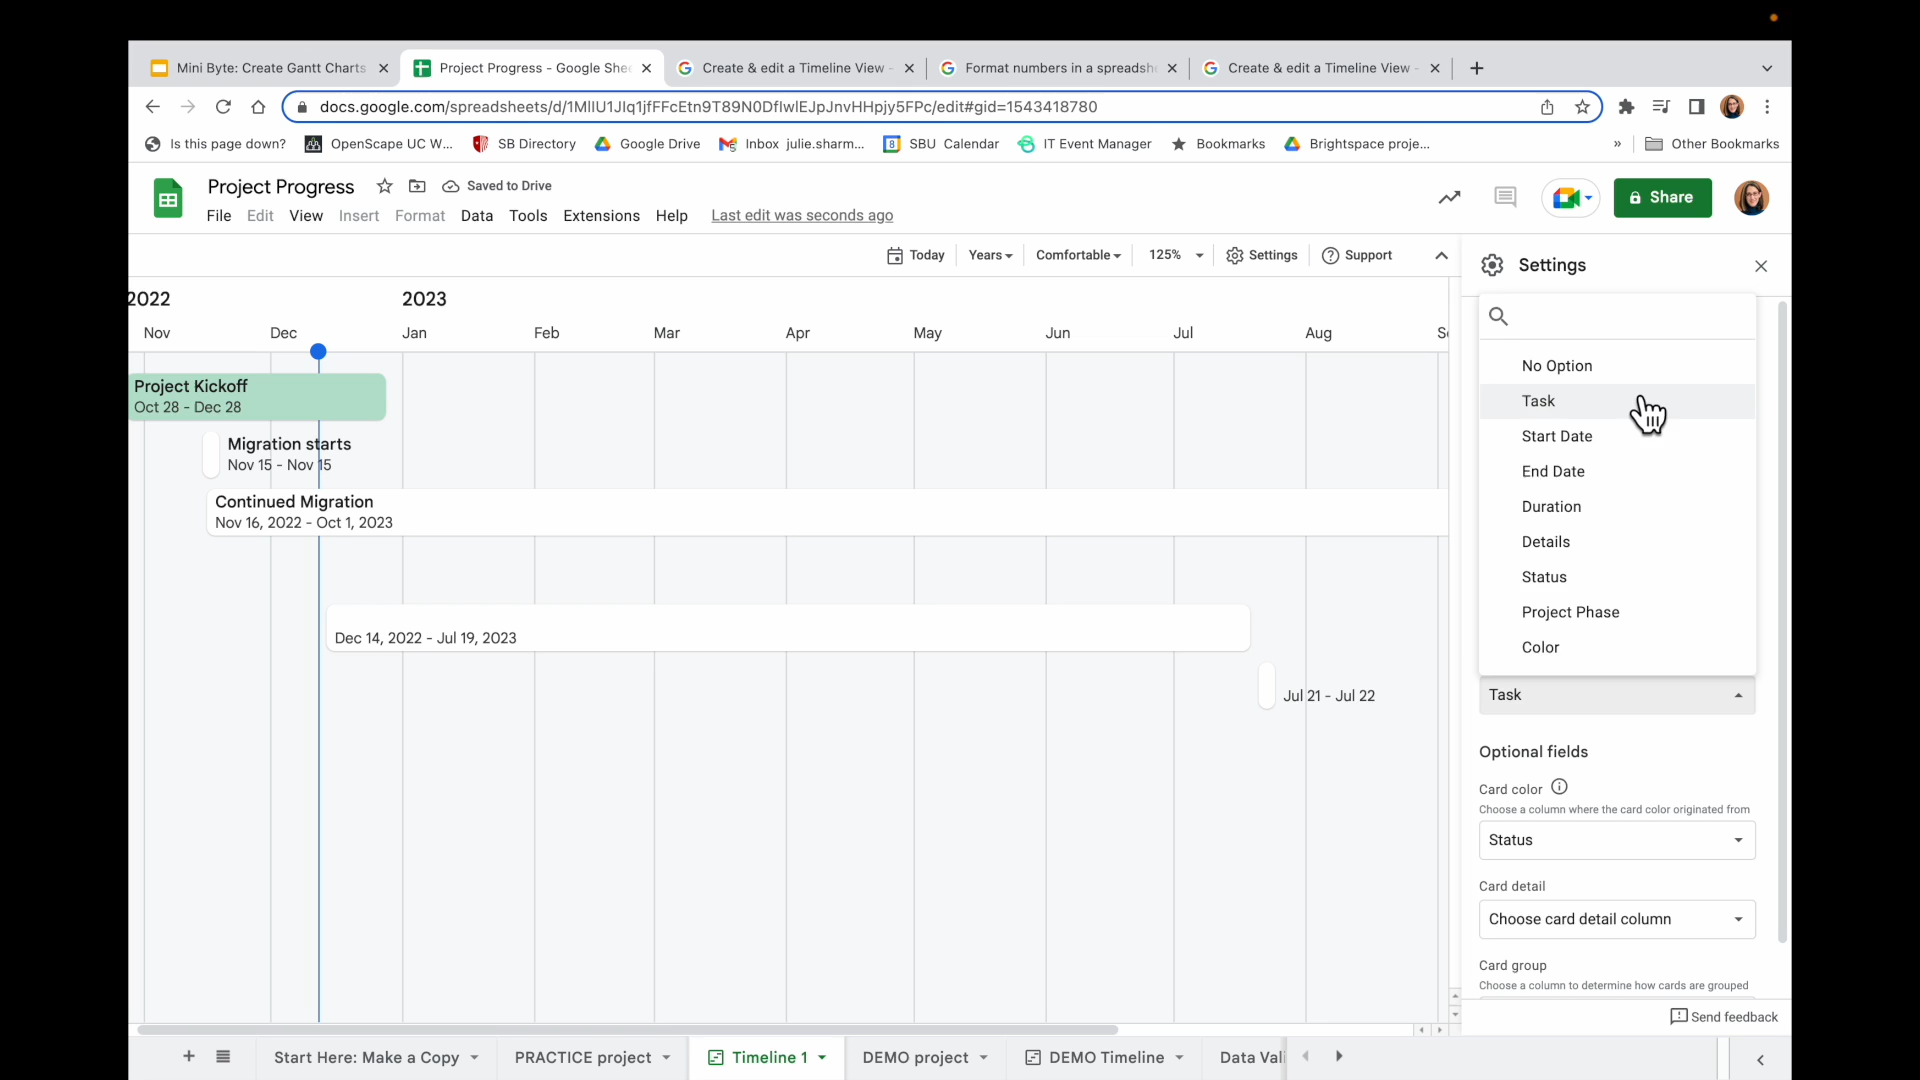 Mini Byte: Create Gantt Charts
Project Progress - Google Shee
Create & edit a Timeline View -
Format numbers in a spreadshe
Create & edit a Timeline View -
docs.google.com/spreadsheets/d/1MIIU1JIq1jfFFcEtn9T89N0DflwlEJpJnvHHpjy5FPc/edit#gid=1543418780
Is this page down?
OpenScape UC W...
SB Directory
Google Drive
Inbox julie.sharm...
SBU Calendar
IT Event Manager
Bookmarks
Brightspace proje...
»
Other Bookmarks
Project Progress
Saved to Drive
File Edit View Insert Format Data Tools Extensions Help Last edit was seconds ago
Share
Today
Years
Comfortable
125%
Settings
Support
Settings
2022 2023
Nov Dec Jan Feb Mar Apr May Jun Jul Aug
Project Kickoff
Oct 28 - Dec 28
Migration starts
Nov 15 - Nov 15
Continued Migration
Nov 16, 2022 - Oct 1, 2023
Dec 14, 2022 - Jul 19, 2023
Jul 21 - Jul 22
No Option
Task
Start Date
End Date
Duration
Details
Status
Project Phase
Color
Task
Optional fields
Card color
Choose a column where the card color originated from
Status
Card detail
Choose card detail column
Card group
Choose a column to determine how cards are grouped
Send feedback
Start Here: Make a Copy
PRACTICE project
Timeline 1
DEMO project
DEMO Timeline
Data Vali